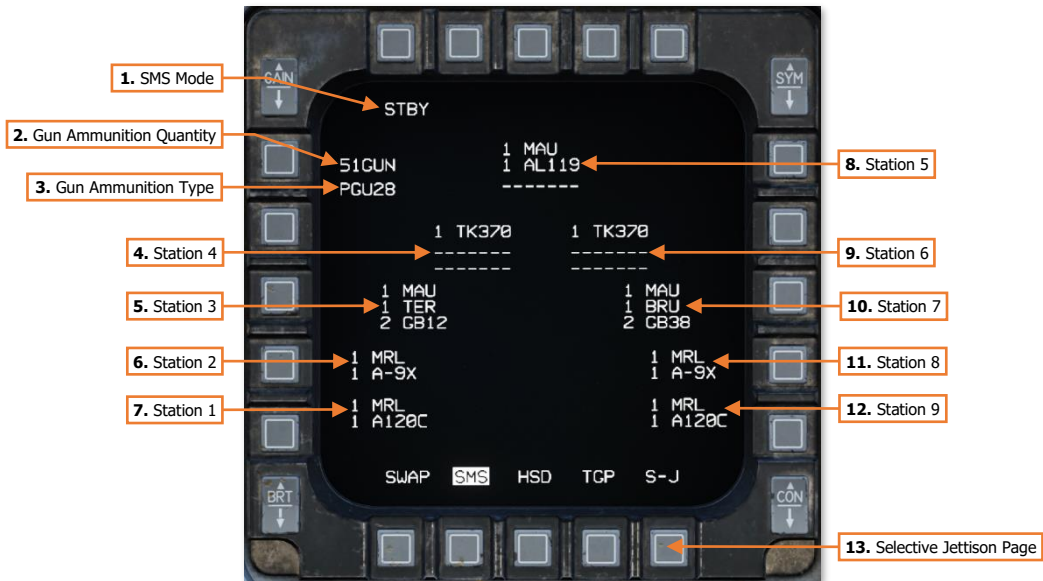 1. SMS Mode
2. Gun Ammunition Quantity
3. Gun Ammunition Type
4. Station 4
5. Station 3
6. Station 2
7. Station 1
GAIN
SYM
STBY
51GUN
PGU28
1 MAU
1 AL119
-------
1 TK370
-------
-------
1 TK370
-------
-------
1 MAU
1 TER
2 GB12
1 MAU
1 BRU
2 GB38
1 MRL
1 A-9X
1 MRL
1 A-9X
1 MRL
1 A120C
1 MRL
1 A120C
SWAP SMS HSD TGP S-J
BRT
CON
8. Station 5
9. Station 6
10. Station 7
11. Station 8
12. Station 9
13. Selective Jettison Page